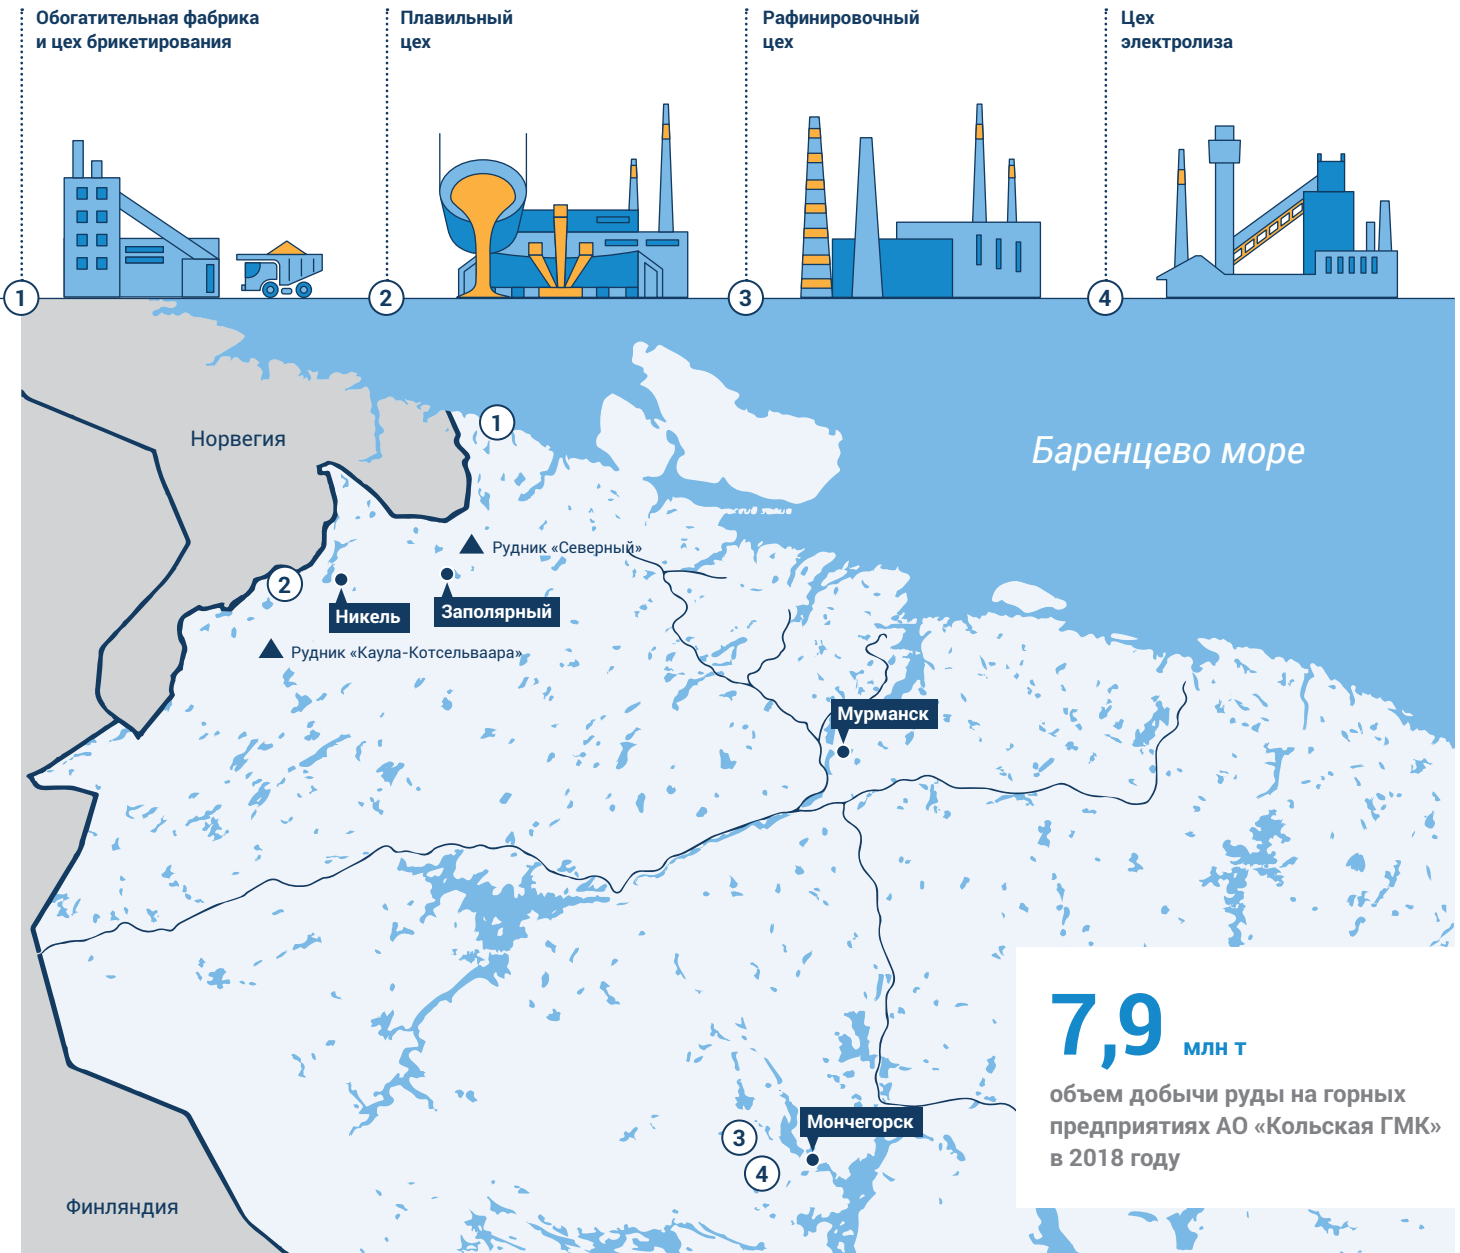 Обогатительная фабрика
и цех брикетирования
Плавильный
цех
Рафинировочный
цех
Цех
электролиза
1
2
3
4
Норвегия
1
Баренцево море
Рудник «Северный»
2
Никель
Заполярный
Рудник «Каула-Котсельваара»
Мурманск
7,9 млн т
объем добычи руды на горных
предприятиях АО «Кольская ГМК»
в 2018 году
Мончегорск
3
4
Финляндия